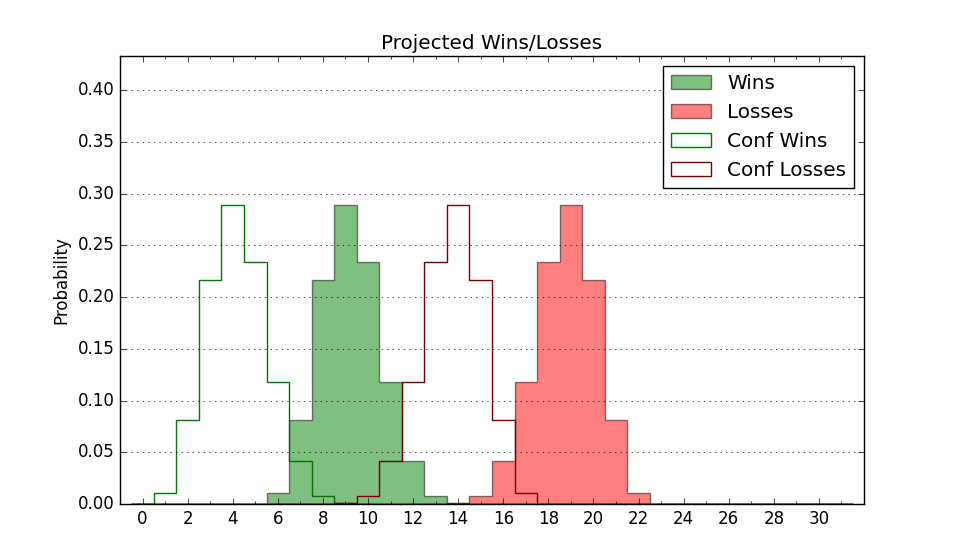 Projected Wins/Losses
Wins
Losses
Conf Wins
Conf Losses
Probability
0.40
0.35
0.30
0.25
0.20
0.15
0.10
0.05
0.00
0 2 4 6 8 10 12 14 16 18 20 22 24 26 28 30